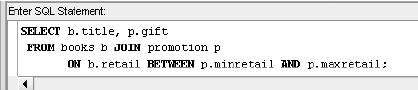 Enter SQL Statement:
SELECT b.title, p.gift
FROM books b JOIN promotion p
ON b.retail BETWEEN p.minretail AND p.maxretail;